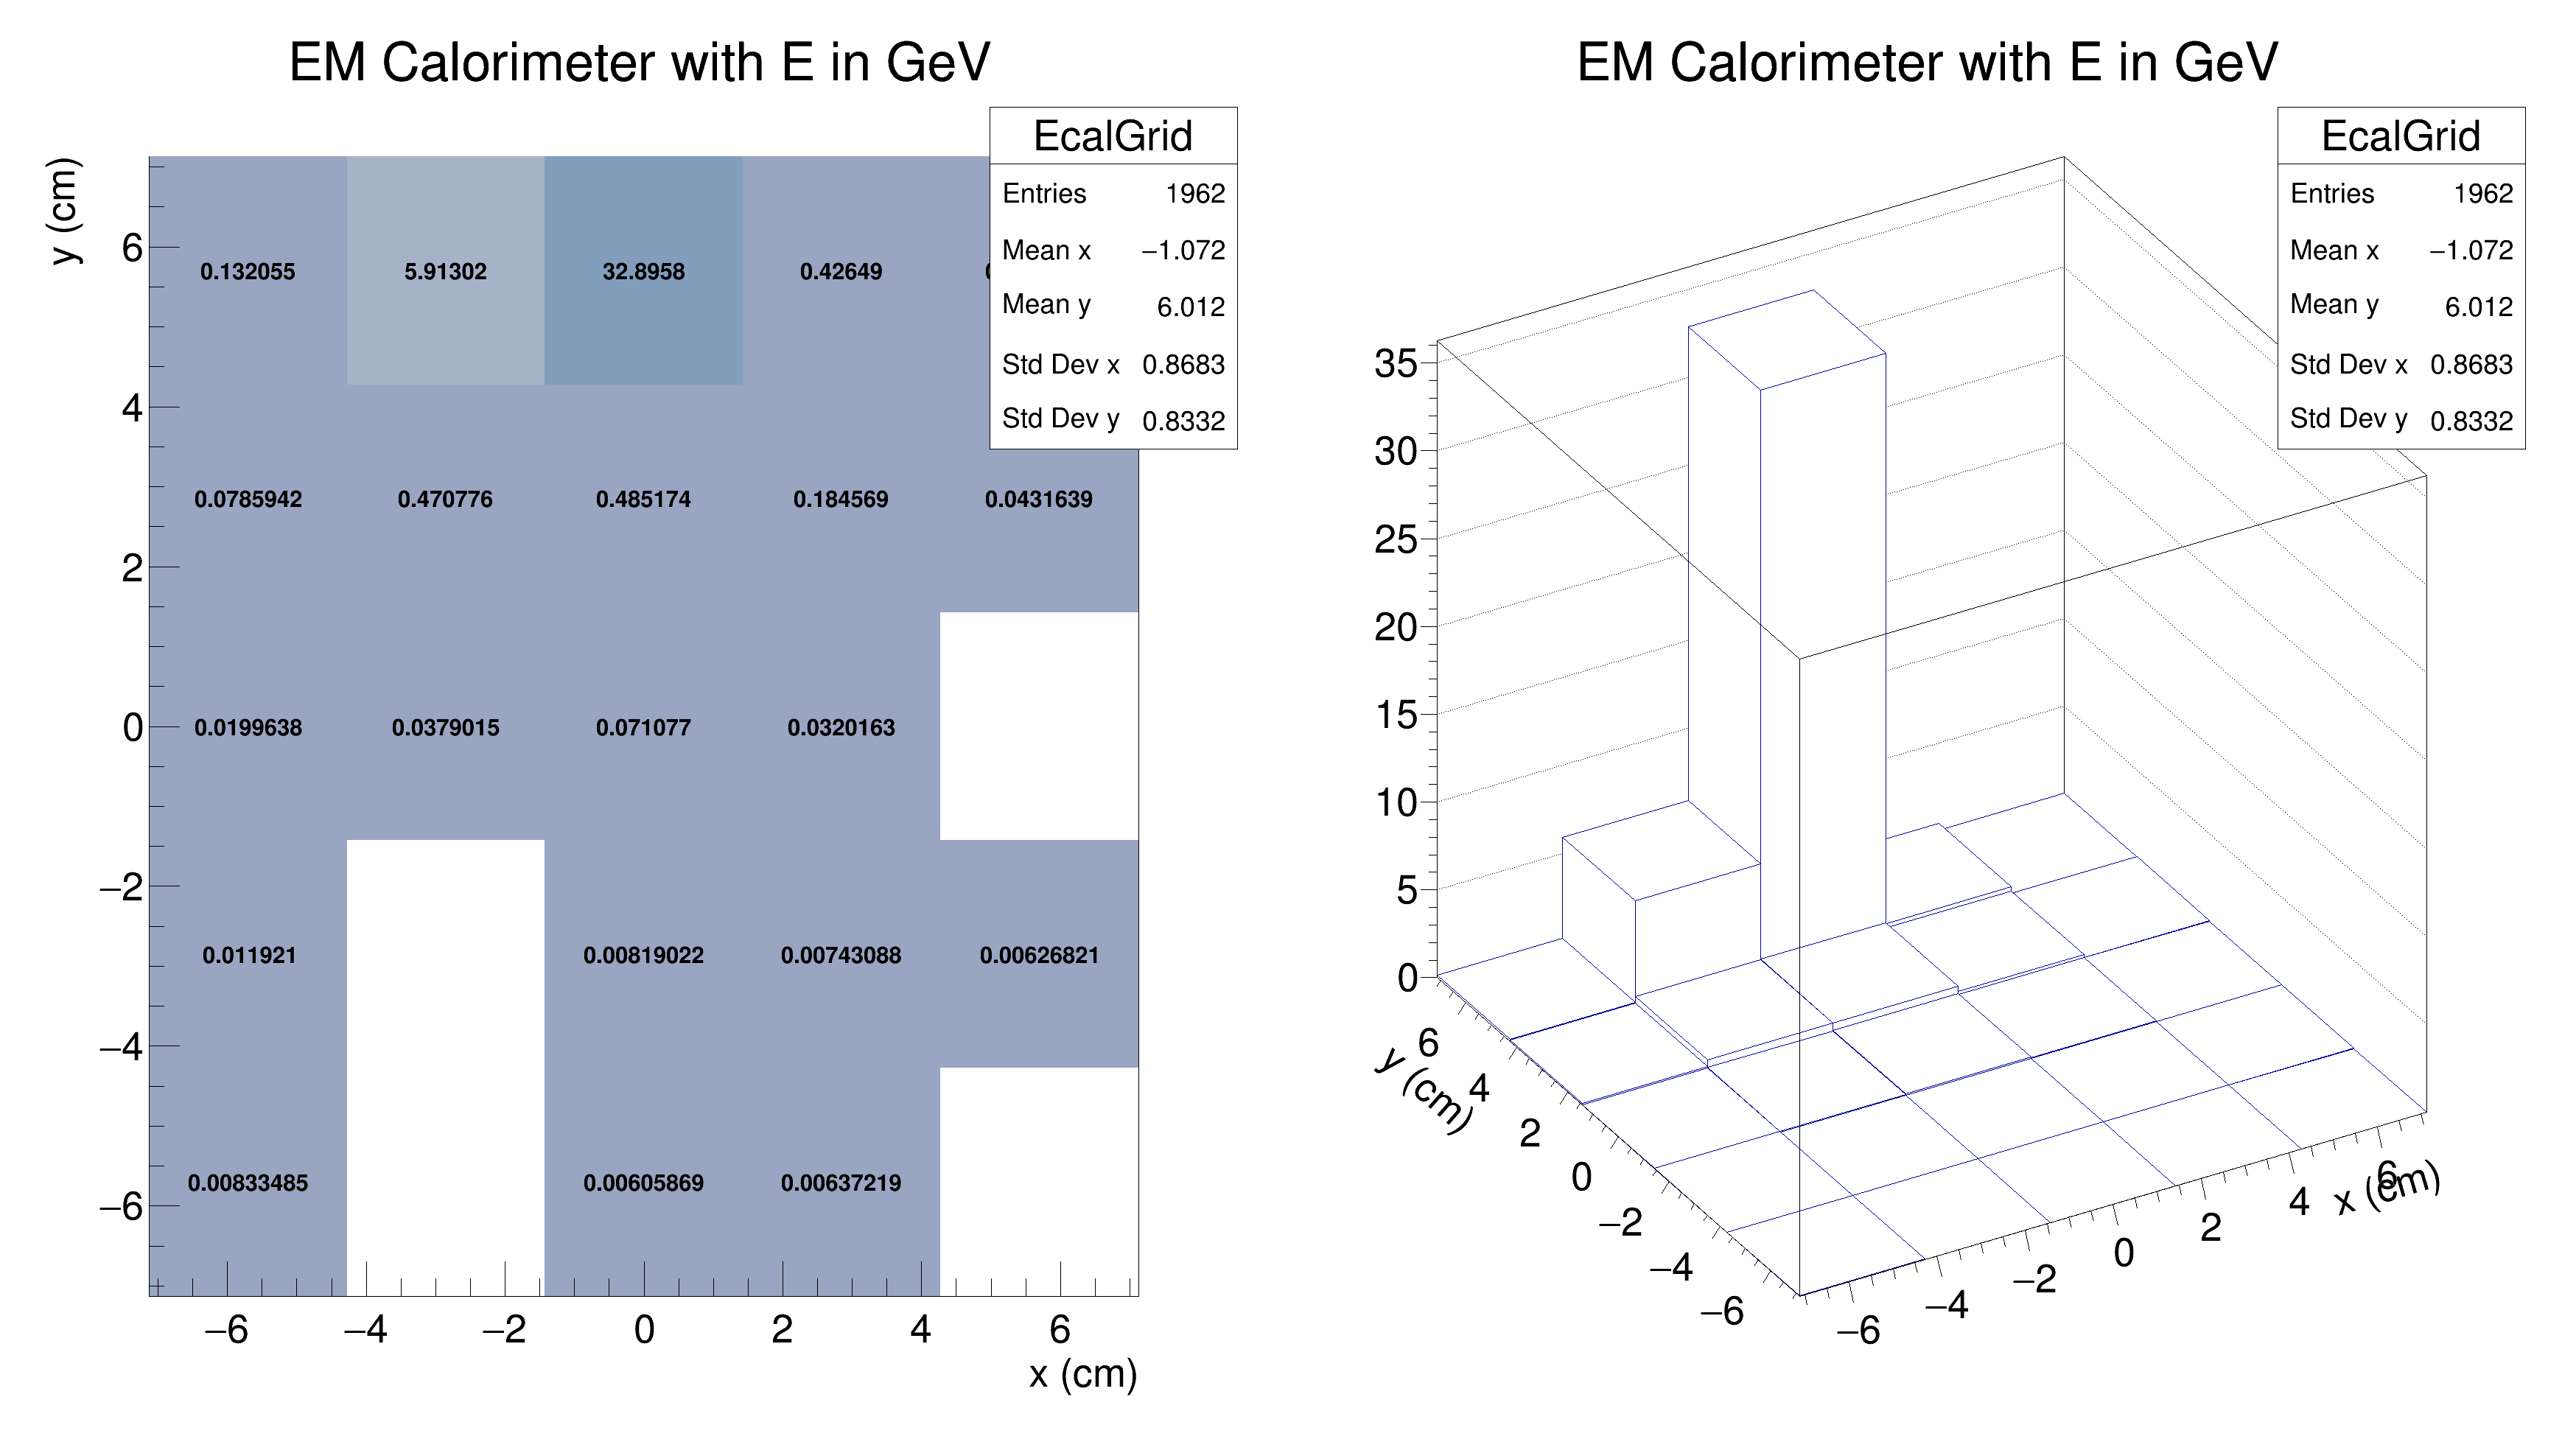 EM Calorimeter with E in GeV
EcalGrid
Entries 1962
Mean x −1.072
Mean y 6.012
Std Dev x 0.8683
Std Dev y 0.8332
y (cm)
6
4
2
0
−2
−4
−6
0.132055 5.91302 32.8958 0.42649
0.0785942 0.470776 0.485174 0.184569 0.0431639
0.0199638 0.0379015 0.071077 0.0320163
0.011921 0.00819022 0.00743088 0.00626821
0.00833485 0.00605869 0.00637219
−6 −4 −2 0 2 4 6
x (cm)
EM Calorimeter with E in GeV
EcalGrid
Entries 1962
Mean x −1.072
Mean y 6.012
Std Dev x 0.8683
Std Dev y 0.8332
35
30
25
20
15
10
5
0
6
4
2
0
−2
−4
−6
y (cm)
−6
−4
−2
0
2
4
6
x (cm)